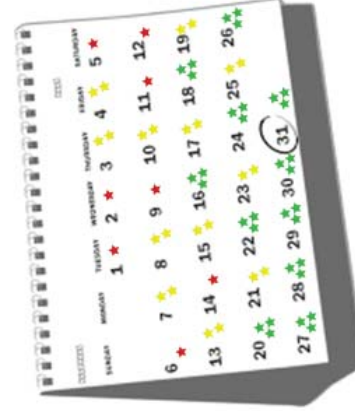 SUNDAY MONDAY TUESDAY WEDNESDAY THURSDAY FRIDAY SATURDAY
1 2 3 4 5
6 7 8 9 10 11 12
13 14 15 16 17 18 19
20 21 22 23 24 25 26
27 28 29 30 31